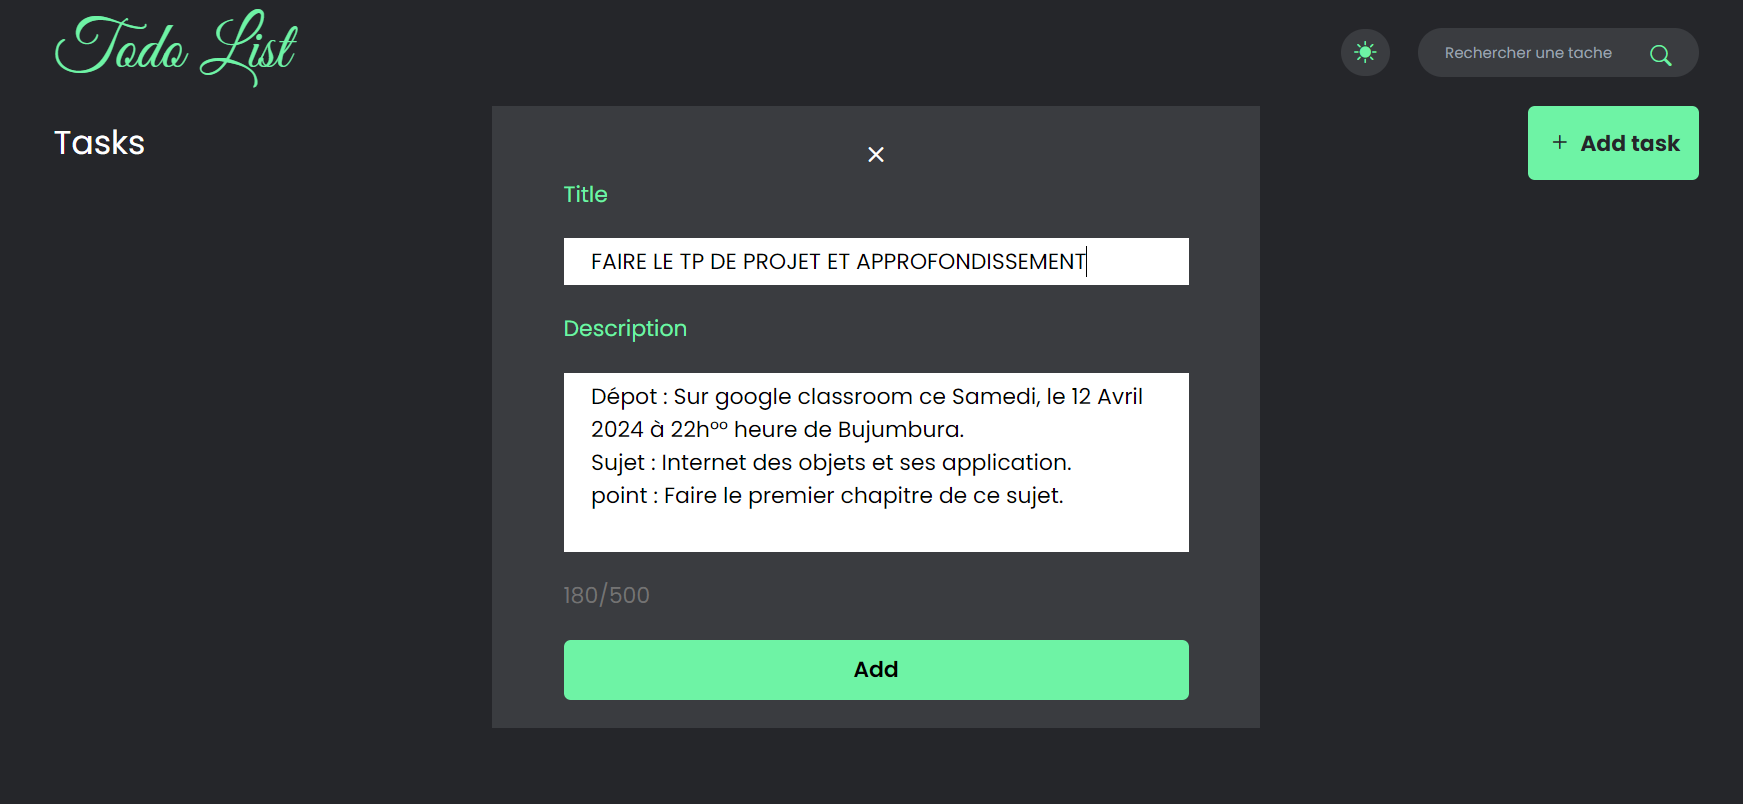 Todo List
Rechercher une tache
Tasks
+ Add task
×
Title
FAIRE LE TP DE PROJET ET APPROFONDISSEMENT
Description
Dépot : Sur google classroom ce Samedi, le 12 Avril
2024 à 22h°° heure de Bujumbura.
Sujet : Internet des objets et ses application.
point : Faire le premier chapitre de ce sujet.
180/500
Add